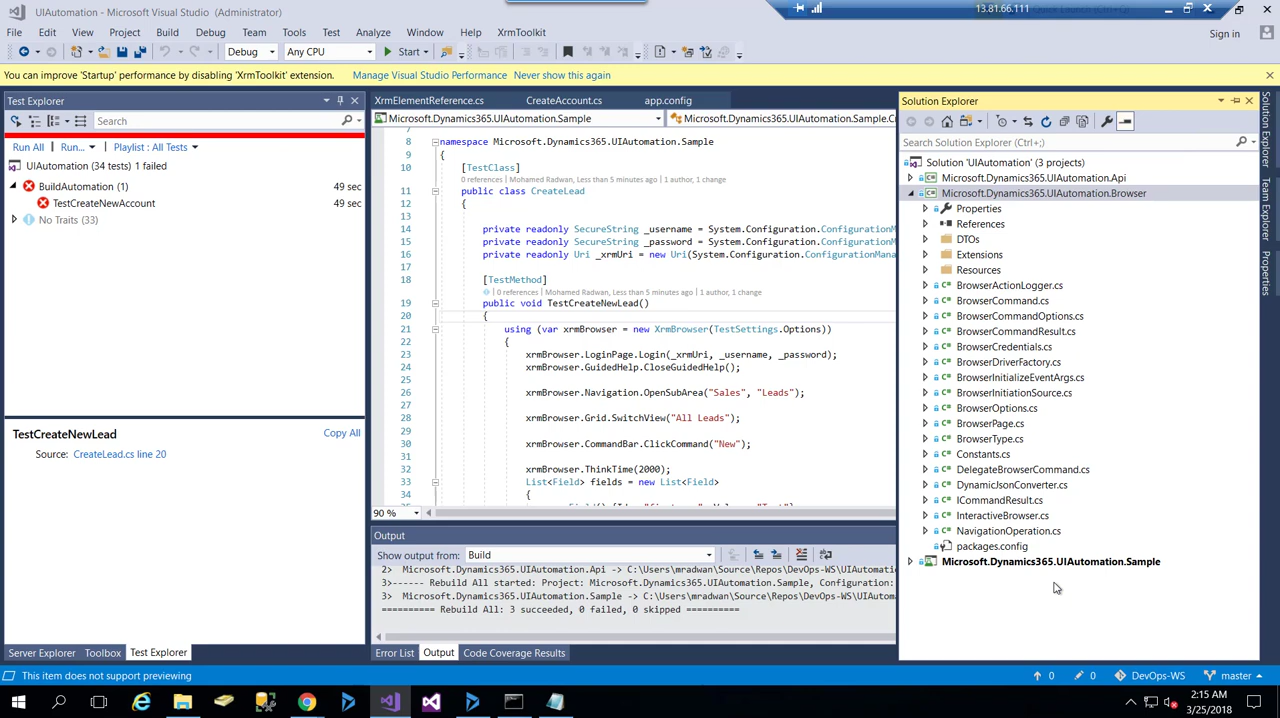 UIAutomation - Microsoft Visual Studio (Administrator)
13.81.66.111
File Edit View Project Build Debug Team Tools Test Analyze Window Help XrmToolkit
Sign in
Debug Any CPU Start
You can improve 'Startup' performance by disabling 'XrmToolkit' extension. Manage Visual Studio Performance Never show this again
Test Explorer
Search
Run All Run... Playlist : All Tests
UIAutomation (34 tests) 1 failed
BuildAutomation (1) 49 sec
TestCreateNewAccount 49 sec
No Traits (33)
TestCreateNewLead Copy All
Source: CreateLead.cs line 20
Server Explorer Toolbox Test Explorer
XrmElementReference.cs CreateAccount.cs app.config
Microsoft.Dynamics365.UIAutomation.Sample Microsoft.Dynamics365.UIAutomation.Sample.C
7
8 namespace Microsoft.Dynamics365.UIAutomation.Sample
9 {
10 [TestClass]
0 references | Mohamed Radwan, Less than 5 minutes ago | 1 author, 1 change
11 public class CreateLead
12 {
13
14 private readonly SecureString _username = System.Configuration.ConfigurationM
15 private readonly SecureString _password = System.Configuration.ConfigurationM
16 private readonly Uri _xrmUri = new Uri(System.Configuration.ConfigurationMana
17
18 [TestMethod]
0 references | Mohamed Radwan, Less than 5 minutes ago | 1 author, 1 change
19 public void TestCreateNewLead()
20 {
21 using (var xrmBrowser = new XrmBrowser(TestSettings.Options))
22 {
23 xrmBrowser.LoginPage.Login(_xrmUri, _username, _password);
24 xrmBrowser.GuidedHelp.CloseGuidedHelp();
25
26 xrmBrowser.Navigation.OpenSubArea("Sales", "Leads");
27
28 xrmBrowser.Grid.SwitchView("All Leads");
29
30 xrmBrowser.CommandBar.ClickCommand("New");
31
32 xrmBrowser.ThinkTime(2000);
33 List<Field> fields = new List<Field>
34 {
90 %
Output
Show output from: Build
2> Microsoft.Dynamics365.UIAutomation.Api -> C:\Users\mradwan\Source\Repos\DevOps-WS\UIAutoma
3>------ Rebuild All started: Project: Microsoft.Dynamics365.UIAutomation.Sample, Configuration:
3> Microsoft.Dynamics365.UIAutomation.Sample -> C:\Users\mradwan\Source\Repos\DevOps-WS\UIAutoma
========== Rebuild All: 3 succeeded, 0 failed, 0 skipped ==========
Error List Output Code Coverage Results
Solution Explorer
Search Solution Explorer (Ctrl+;)
Solution 'UIAutomation' (3 projects)
Microsoft.Dynamics365.UIAutomation.Api
Microsoft.Dynamics365.UIAutomation.Browser
Properties
References
DTOs
Extensions
Resources
BrowserActionLogger.cs
BrowserCommand.cs
BrowserCommandOptions.cs
BrowserCommandResult.cs
BrowserCredentials.cs
BrowserDriverFactory.cs
BrowserInitializeEventArgs.cs
BrowserInitiationSource.cs
BrowserOptions.cs
BrowserPage.cs
BrowserType.cs
Constants.cs
DelegateBrowserCommand.cs
DynamicJsonConverter.cs
ICommandResult.cs
InteractiveBrowser.cs
NavigationOperation.cs
packages.config
Microsoft.Dynamics365.UIAutomation.Sample
Solution Explorer
Team Explorer
Properties
This item does not support previewing
0 0 DevOps-WS master
2:15 AM
3/25/2018